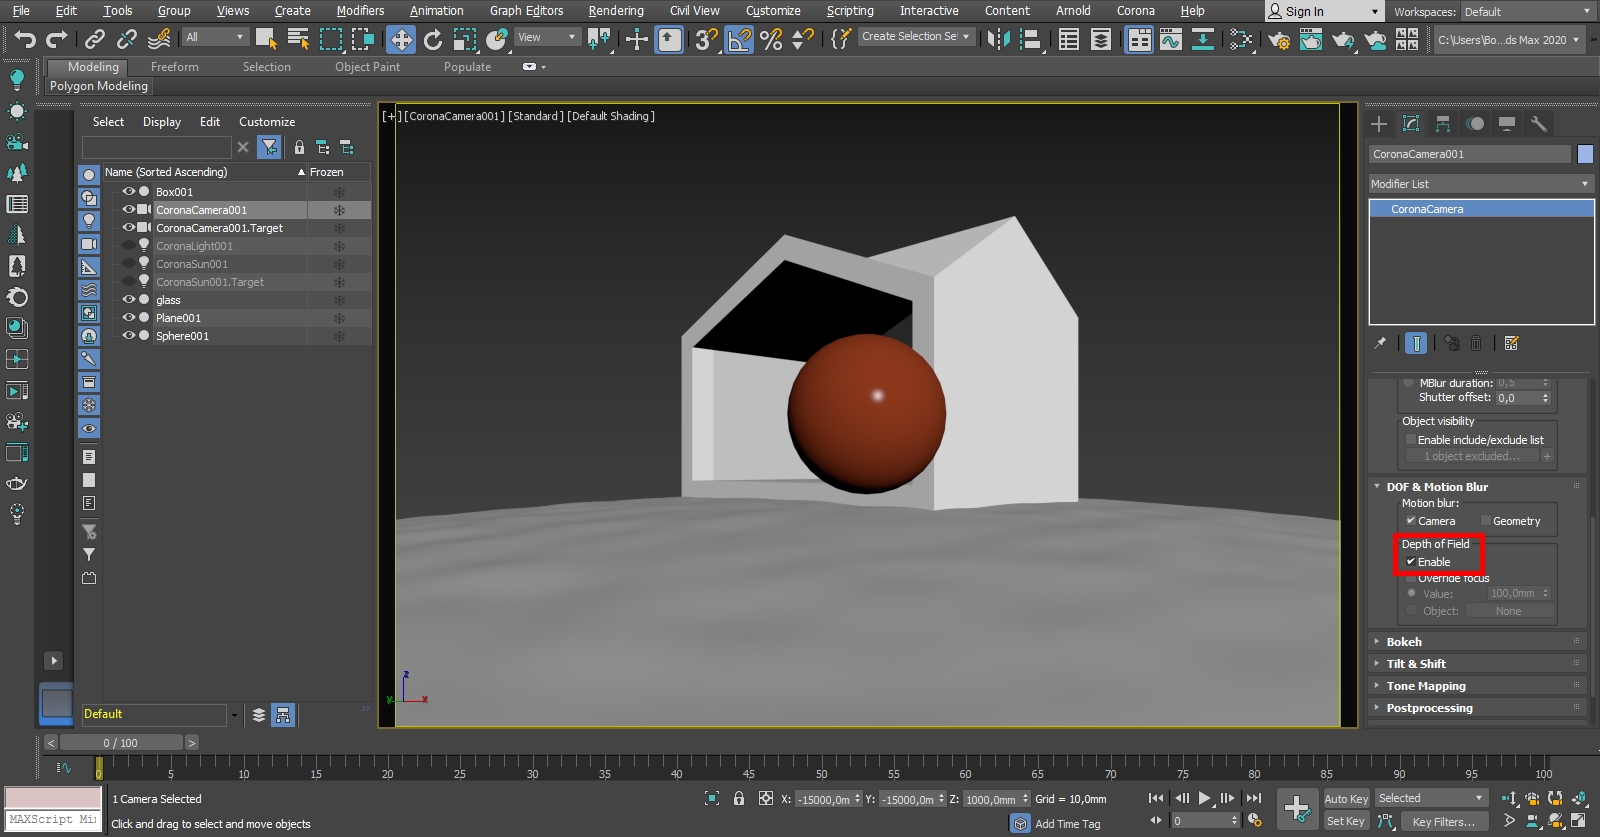 File Edit Tools Group Views Create Modifiers Animation Graph Editors Rendering Civil View Customize Scripting Interactive Content Arnold Corona Help Sign In Workspaces: Default
All View Create Selection Se C:\Users\Bo...ds Max 2020
Modeling Freeform Selection Object Paint Populate
Polygon Modeling
[+] [CoronaCamera001] [Standard] [Default Shading]
Select Display Edit Customize
Name (Sorted Ascending) Frozen
Box001
CoronaCamera001
CoronaCamera001.Target
CoronaLight001
CoronaSun001
CoronaSun001.Target
glass
Plane001
Sphere001
Default
z
y
x
CoronaCamera001
Modifier List
CoronaCamera
MBlur duration: 0,5
Shutter offset: 0,0
Object visibility
Enable include/exclude list
1 object excluded... +
DOF & Motion Blur
Motion blur:
Camera Geometry
Depth of Field
Enable
Override focus
Value: 100,0mm
Object: None
Bokeh
Tilt & Shift
Tone Mapping
Postprocessing
< 0 / 100 >
0 5 10 15 20 25 30 35 40 45 50 55 60 65 70 75 80 85 90 95 100
1 Camera Selected X: -15000,0m Y: -15000,0m Z: 1000,0mm Grid = 10,0mm Auto Key Selected
MAXScript Mi Click and drag to select and move objects Add Time Tag 0 Set Key Key Filters...